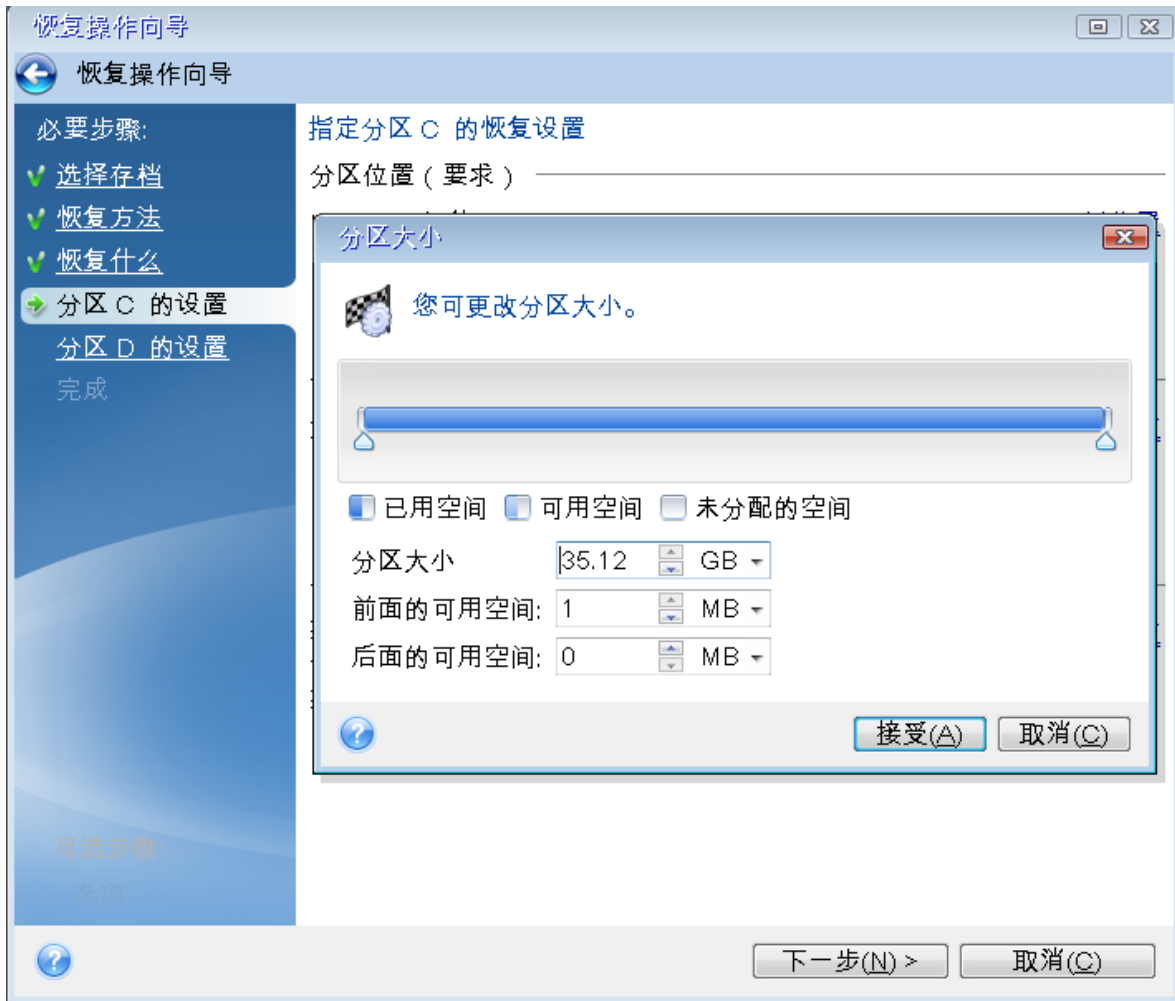 恢复操作向导
恢复操作向导
必要步骤:
选择存档
恢复方法
恢复什么
分区 C 的设置
分区 D 的设置
完成
可选步骤:
选项
指定分区 C 的恢复设置
分区位置 ( 要求 )
分区大小
您可更改分区大小。
已用空间 可用空间 未分配的空间
分区大小 35.12 GB
前面的可用空间: 1 MB
后面的可用空间: 0 MB
接受(A) 取消(C)
下一步(N) > 取消(C)